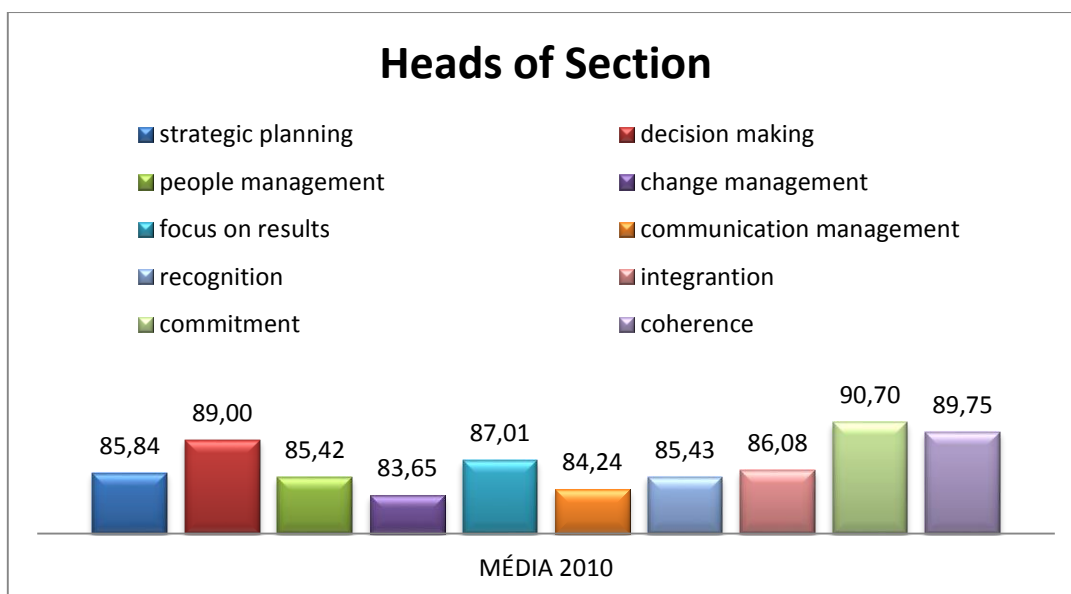 Heads of Section
strategic planning decision making
people management change management
focus on results communication management
recognition integrantion
commitment coherence
85,84 89,00 85,42 83,65 87,01 84,24 85,43 86,08 90,70 89,75
MÉDIA 2010